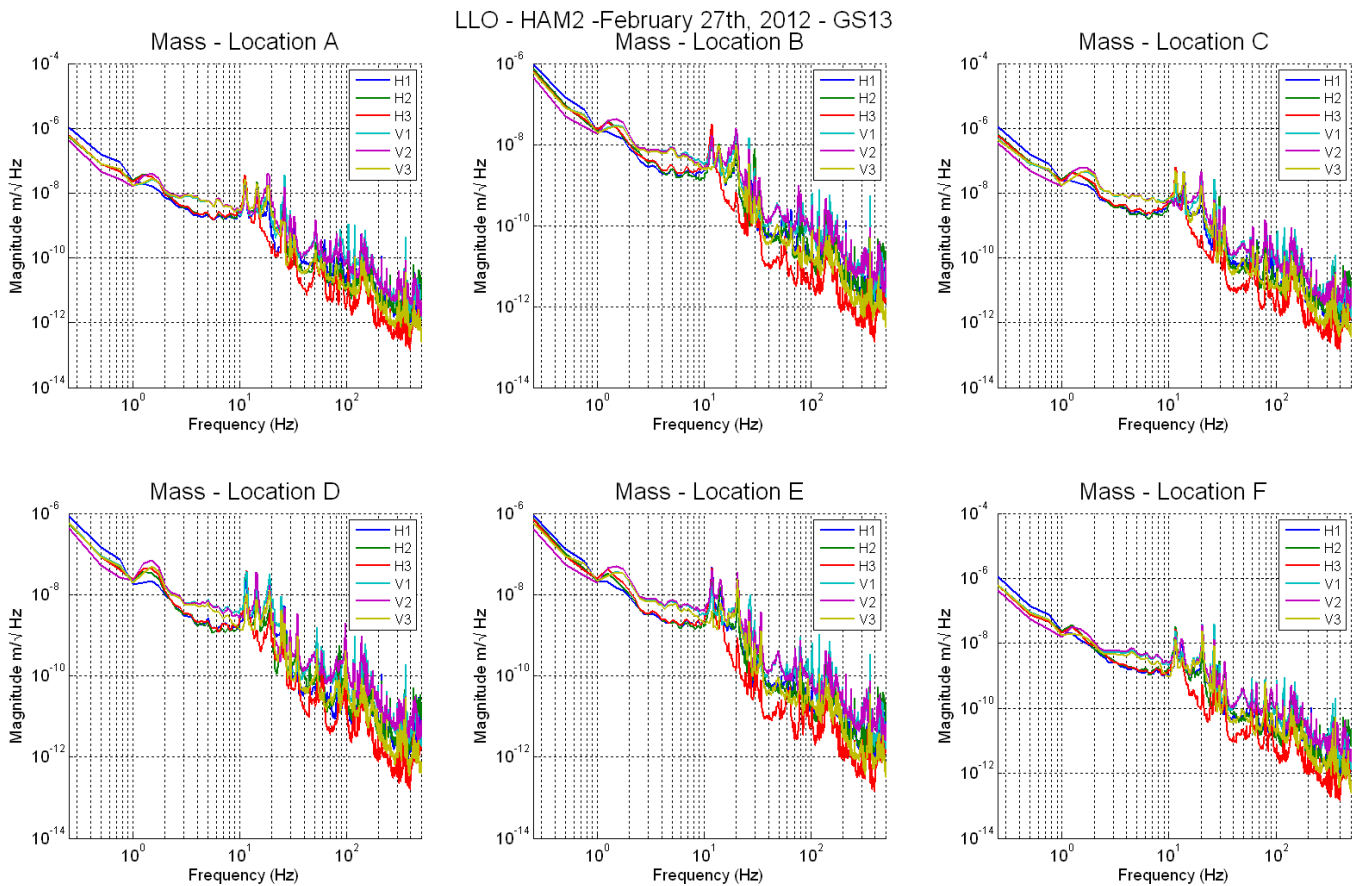 LLO - HAM2 -February 27th, 2012 - GS13
Mass - Location A
Magnitude m/√ Hz
10^-4
10^-6
10^-8
10^-10
10^-12
10^-14
10^0 10^1 10^2
Frequency (Hz)
H1
H2
H3
V1
V2
V3
Mass - Location B
Magnitude m/√ Hz
10^-6
10^-8
10^-10
10^-12
10^-14
10^0 10^1 10^2
Frequency (Hz)
H1
H2
H3
V1
V2
V3
Mass - Location C
Magnitude m/√ Hz
10^-4
10^-6
10^-8
10^-10
10^-12
10^-14
10^0 10^1 10^2
Frequency (Hz)
H1
H2
H3
V1
V2
V3
Mass - Location D
Magnitude m/√ Hz
10^-6
10^-8
10^-10
10^-12
10^-14
10^0 10^1 10^2
Frequency (Hz)
H1
H2
H3
V1
V2
V3
Mass - Location E
Magnitude m/√ Hz
10^-6
10^-8
10^-10
10^-12
10^-14
10^0 10^1 10^2
Frequency (Hz)
H1
H2
H3
V1
V2
V3
Mass - Location F
Magnitude m/√ Hz
10^-4
10^-6
10^-8
10^-10
10^-12
10^-14
10^0 10^1 10^2
Frequency (Hz)
H1
H2
H3
V1
V2
V3